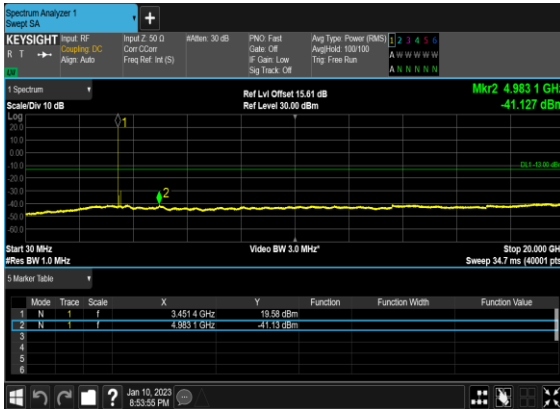 Spectrum Analyzer 1
Swept SA
+
KEYSIGHT Input: RF Input Z: 50 Ω #Atten: 30 dB PNO: Fast Avg Type: Power (RMS) 1 2 3 4 5 6
R T Coupling: DC Corr CCorr Gate: Off Avg|Hold: 100/100 A W W W W W
Align: Auto Freq Ref: Int (S) IF Gain: Low Trig: Free Run
Sig Track: Off A N N N N N
1 Spectrum
Scale/Div 10 dB
Ref Lvl Offset 15.61 dB
Ref Level 30.00 dBm
Mkr2 4.983 1 GHz
-41.127 dBm
Log
20.0
10.0
0.00
-10.0
-20.0
-30.0
-40.0
-50.0
-60.0
1
2
DL1 -13.00 dBm
Start 30 MHz Video BW 3.0 MHz* Stop 20.000 GHz
#Res BW 1.0 MHz Sweep 34.7 ms (40001 pts)
5 Marker Table
Mode Trace Scale X Y Function Function Width Function Value
1 N 1 f 3.451 4 GHz 19.58 dBm
2 N 1 f 4.983 1 GHz -41.13 dBm
3
4
5
6
? Jan 10, 2023
8:53:55 PM